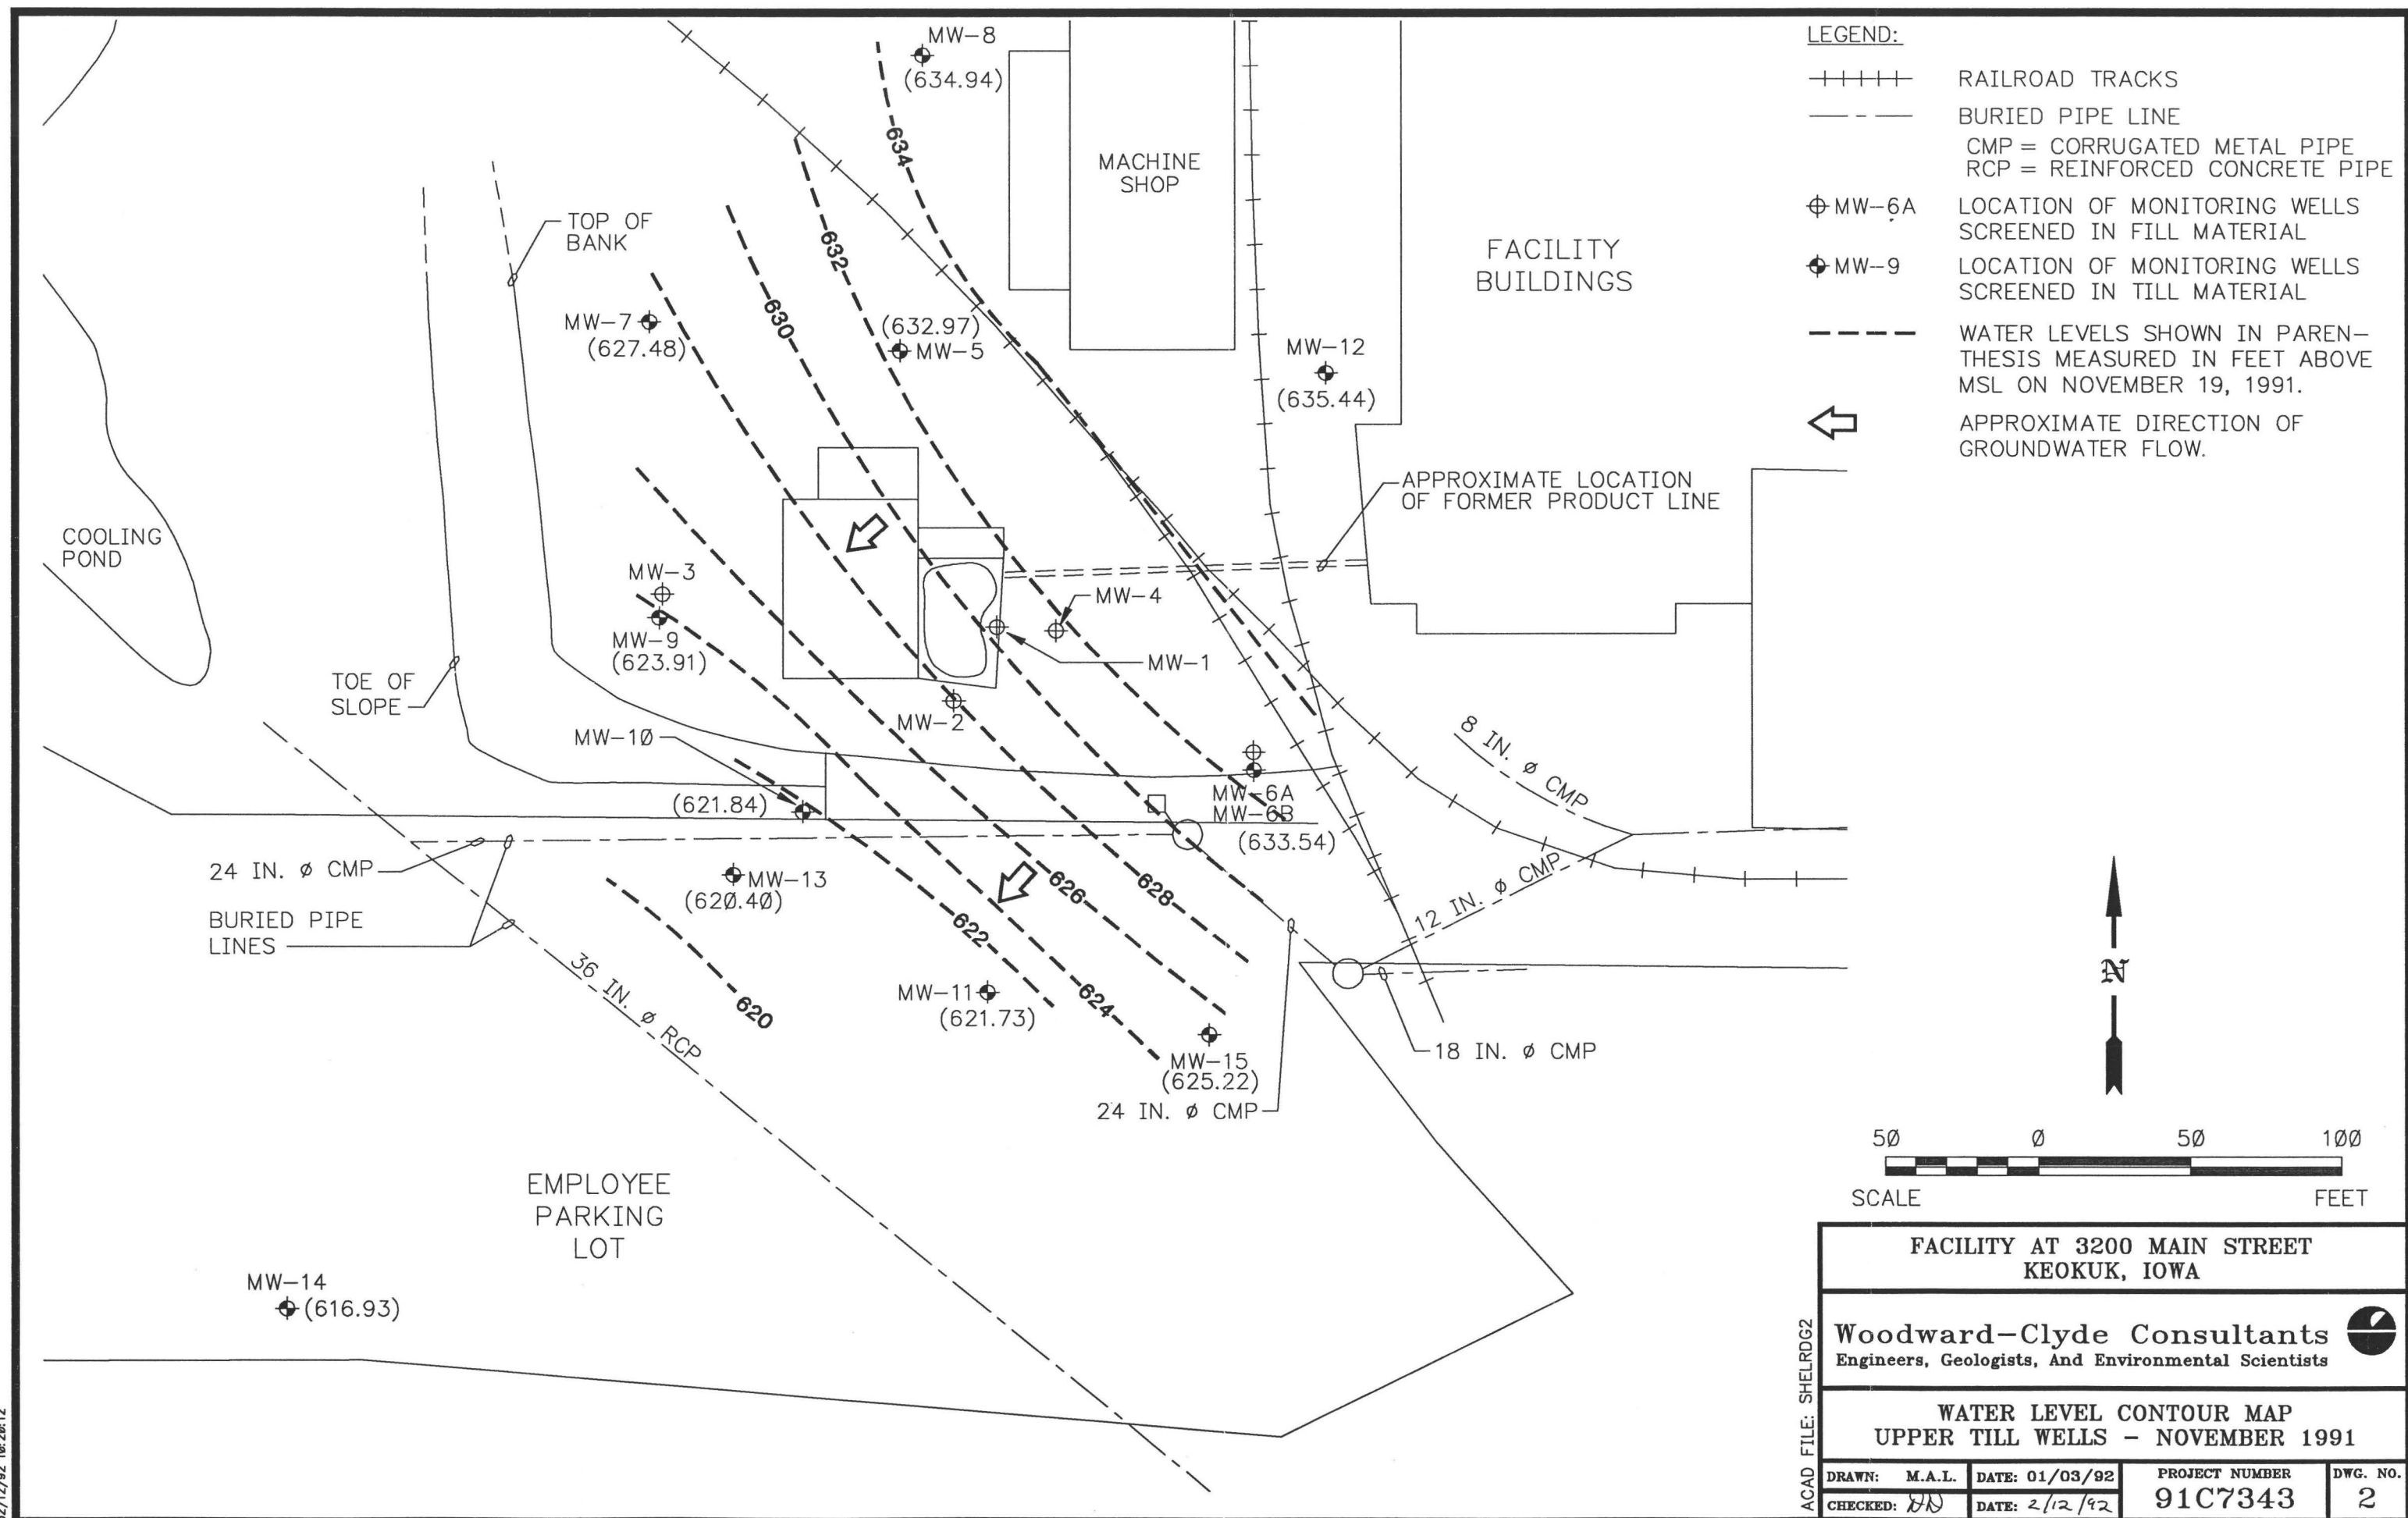 MW-8
(634.94)
634
MACHINE
SHOP
TOP OF
BANK
632
630
MW-7
(627.48)
(632.97)
MW-5
FACILITY
BUILDINGS
MW-12
(635.44)
APPROXIMATE LOCATION
OF FORMER PRODUCT LINE
COOLING
POND
MW-3
MW-9
(623.91)
MW-4
MW-1
TOE OF
SLOPE
MW-2
MW-10
(621.84)
MW-6A
MW-6B
(633.54)
8 IN. ø CMP
12 IN. ø CMP
24 IN. ø CMP
BURIED PIPE
LINES
MW-13
(620.40)
622
626
628
620
624
36 IN. ø RCP
MW-11
(621.73)
MW-15
(625.22)
24 IN. ø CMP
18 IN. ø CMP
EMPLOYEE
PARKING
LOT
MW-14
(616.93)
LEGEND:
RAILROAD TRACKS
BURIED PIPE LINE
CMP = CORRUGATED METAL PIPE
RCP = REINFORCED CONCRETE PIPE
MW-6A LOCATION OF MONITORING WELLS
SCREENED IN FILL MATERIAL
MW-9 LOCATION OF MONITORING WELLS
SCREENED IN TILL MATERIAL
WATER LEVELS SHOWN IN PAREN-
THESIS MEASURED IN FEET ABOVE
MSL ON NOVEMBER 19, 1991.
APPROXIMATE DIRECTION OF
GROUNDWATER FLOW.
N
50 0 50 100
SCALE FEET
FACILITY AT 3200 MAIN STREET
KEOKUK, IOWA
Woodward-Clyde Consultants
Engineers, Geologists, And Environmental Scientists
WATER LEVEL CONTOUR MAP
UPPER TILL WELLS - NOVEMBER 1991
DRAWN: M.A.L. DATE: 01/03/92
CHECKED: DATE: 2/12/92
PROJECT NUMBER
91C7343
DWG. NO.
2
ACAD FILE: SHELRDG2